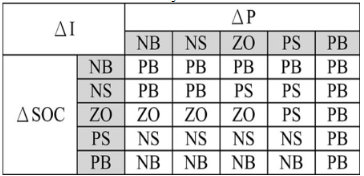 ΔI ΔP
NB NS ZO PS PB
ΔSOC NB PB PB PB PB PB
NS PB PB PS PS PB
ZO ZO ZO ZO PS PB
PS NS NS NS NS PB
PB NB NB NB NB PB